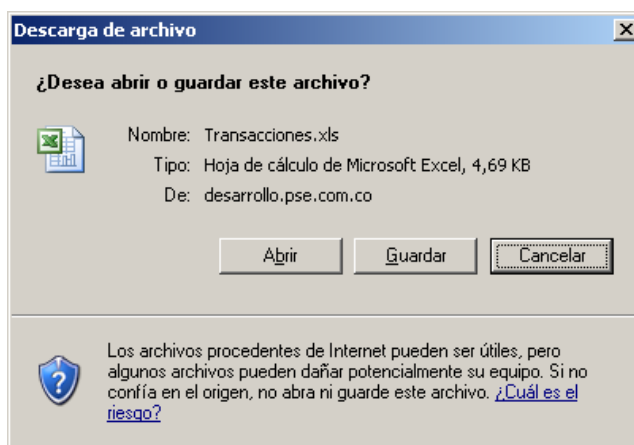 Descarga de archivo
¿Desea abrir o guardar este archivo?
Nombre: Transacciones.xls
Tipo: Hoja de cálculo de Microsoft Excel, 4,69 KB
De: desarrollo.pse.com.co
Abrir Guardar Cancelar
Los archivos procedentes de Internet pueden ser útiles, pero
algunos archivos pueden dañar potencialmente su equipo. Si no
confía en el origen, no abra ni guarde este archivo. ¿Cuál es el
riesgo?